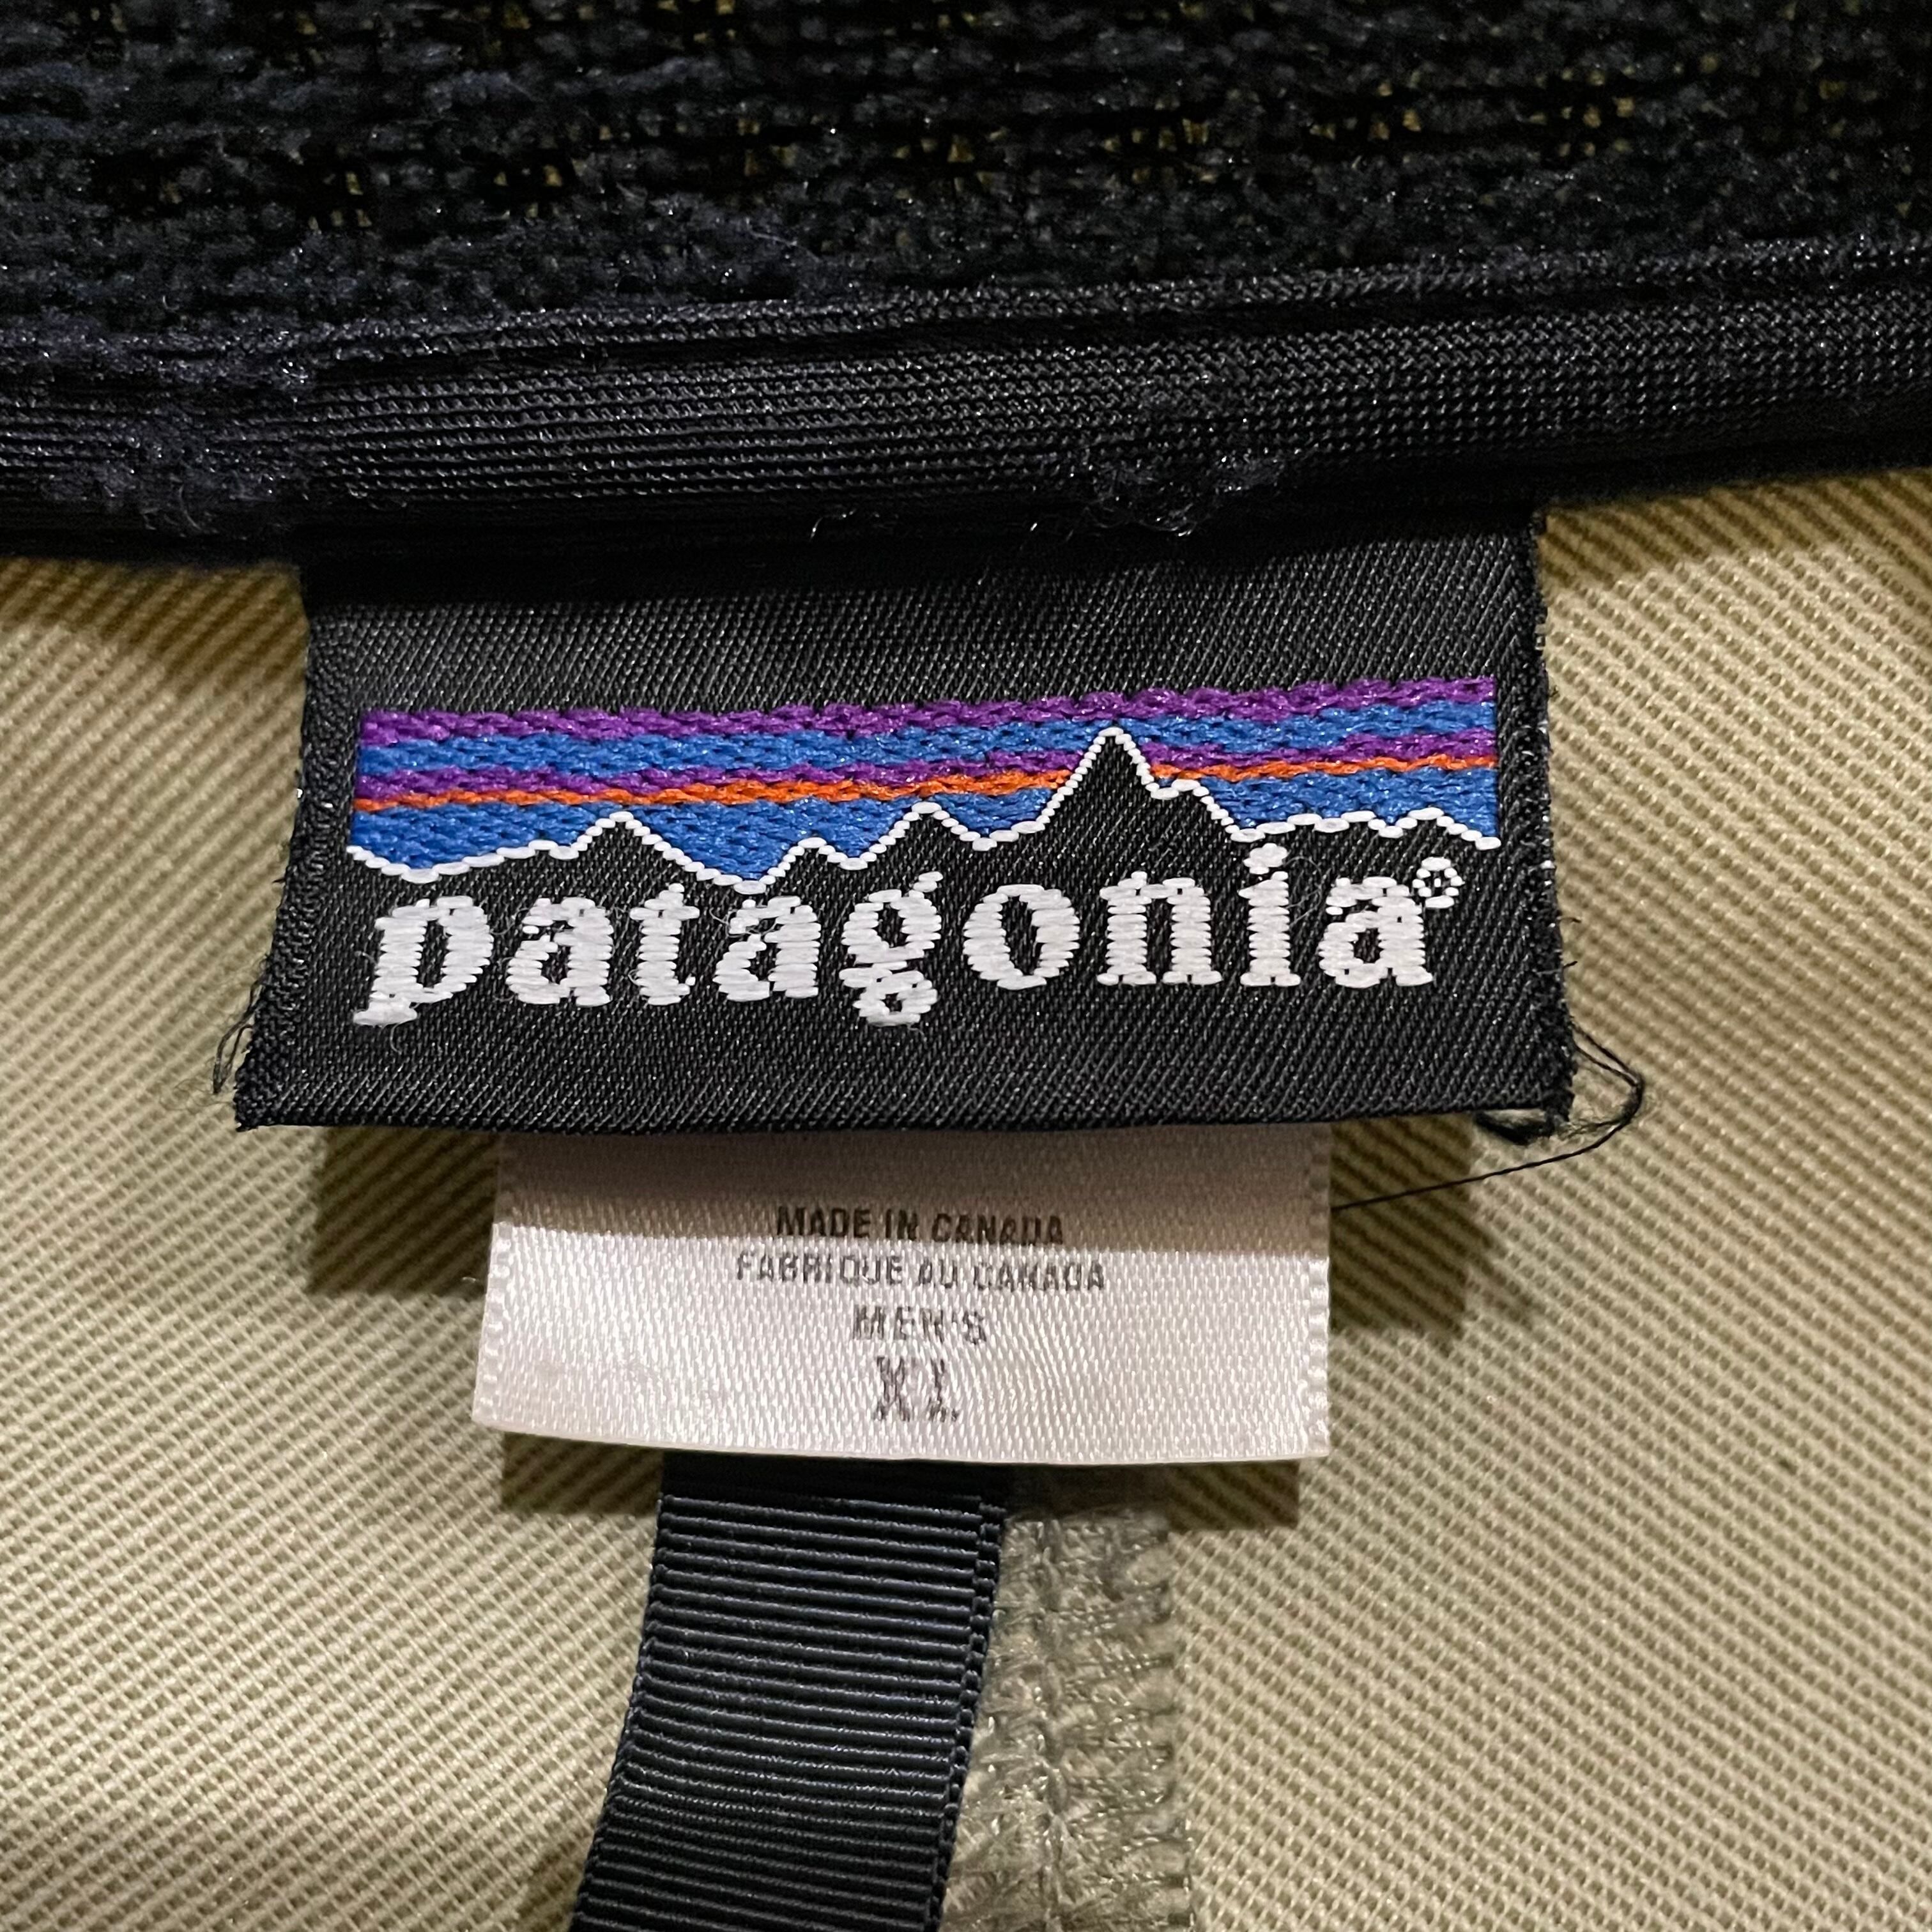 patagonia®
MADE IN CANADA
FABRIQUE AU CANADA
MEN'S
XL